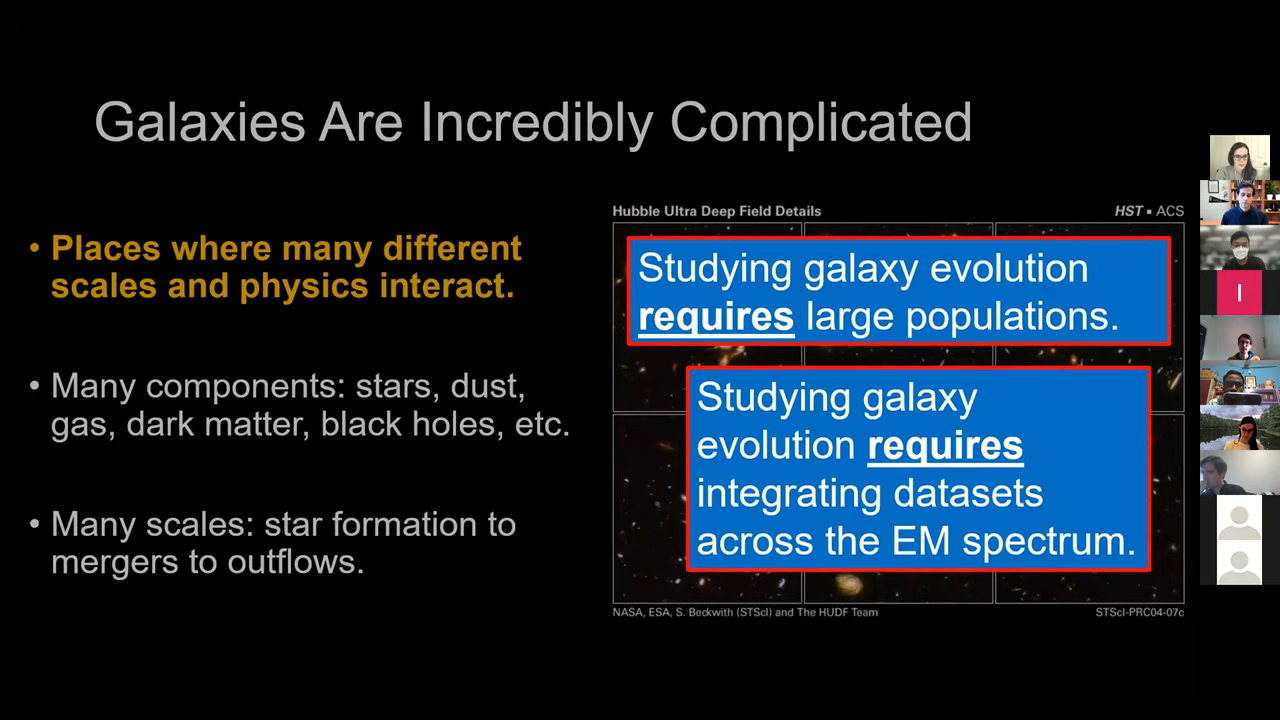 Galaxies Are Incredibly Complicated
• Places where many different
scales and physics interact.
• Many components: stars, dust,
gas, dark matter, black holes, etc.
• Many scales: star formation to
mergers to outflows.
Hubble Ultra Deep Field Details
HST ▪ ACS
Studying galaxy evolution
requires large populations.
Studying galaxy
evolution requires
integrating datasets
across the EM spectrum.
NASA, ESA, S. Beckwith (STScI) and The HUDF Team
STScI-PRC04-07c
I